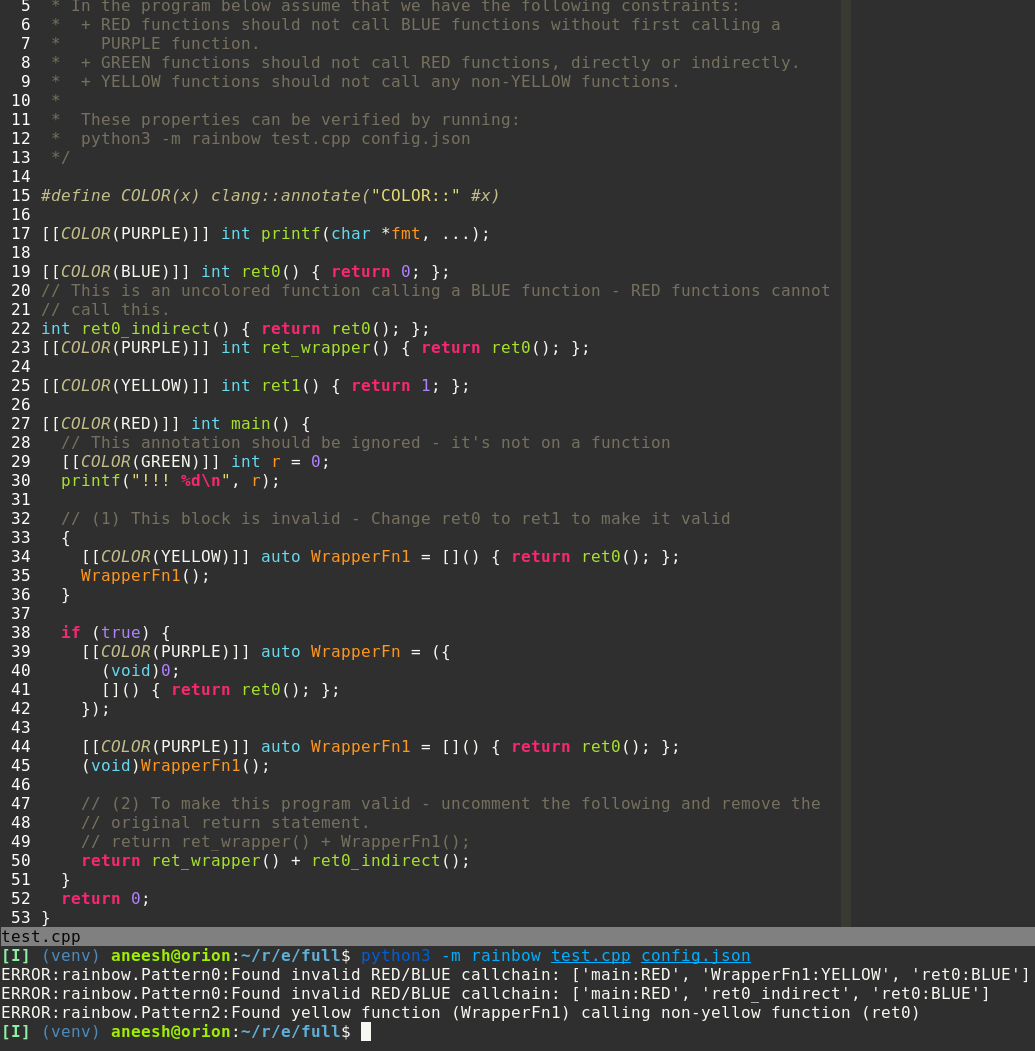 5  * In the program below assume that we have the following constraints:
6  *  + RED functions should not call BLUE functions without first calling a
7  *    PURPLE function.
8  *  + GREEN functions should not call RED functions, directly or indirectly.
9  *  + YELLOW functions should not call any non-YELLOW functions.
10  *
11  *  These properties can be verified by running:
12  *  python3 -m rainbow test.cpp config.json
13  */
14
15 #define COLOR(x) clang::annotate("COLOR::" #x)
16
17 [[COLOR(PURPLE)]] int printf(char *fmt, ...);
18
19 [[COLOR(BLUE)]] int ret0() { return 0; };
20 // This is an uncolored function calling a BLUE function - RED functions cannot
21 // call this.
22 int ret0_indirect() { return ret0(); };
23 [[COLOR(PURPLE)]] int ret_wrapper() { return ret0(); };
24
25 [[COLOR(YELLOW)]] int ret1() { return 1; };
26
27 [[COLOR(RED)]] int main() {
28   // This annotation should be ignored - it's not on a function
29   [[COLOR(GREEN)]] int r = 0;
30   printf("!!! %d\n", r);
31
32   // (1) This block is invalid - Change ret0 to ret1 to make it valid
33   {
34     [[COLOR(YELLOW)]] auto WrapperFn1 = []() { return ret0(); };
35     WrapperFn1();
36   }
37
38   if (true) {
39     [[COLOR(PURPLE)]] auto WrapperFn = ({
40       (void)0;
41       []() { return ret0(); };
42     });
43
44     [[COLOR(PURPLE)]] auto WrapperFn1 = []() { return ret0(); };
45     (void)WrapperFn1();
46
47     // (2) To make this program valid - uncomment the following and remove the
48     // original return statement.
49     // return ret_wrapper() + WrapperFn1();
50     return ret_wrapper() + ret0_indirect();
51   }
52   return 0;
53 }
test.cpp
[I] (venv) aneesh@orion:~/r/e/full$ python3 -m rainbow test.cpp config.json
ERROR:rainbow.Pattern0:Found invalid RED/BLUE callchain: ['main:RED', 'WrapperFn1:YELLOW', 'ret0:BLUE']
ERROR:rainbow.Pattern0:Found invalid RED/BLUE callchain: ['main:RED', 'ret0_indirect', 'ret0:BLUE']
ERROR:rainbow.Pattern2:Found yellow function (WrapperFn1) calling non-yellow function (ret0)
[I] (venv) aneesh@orion:~/r/e/full$